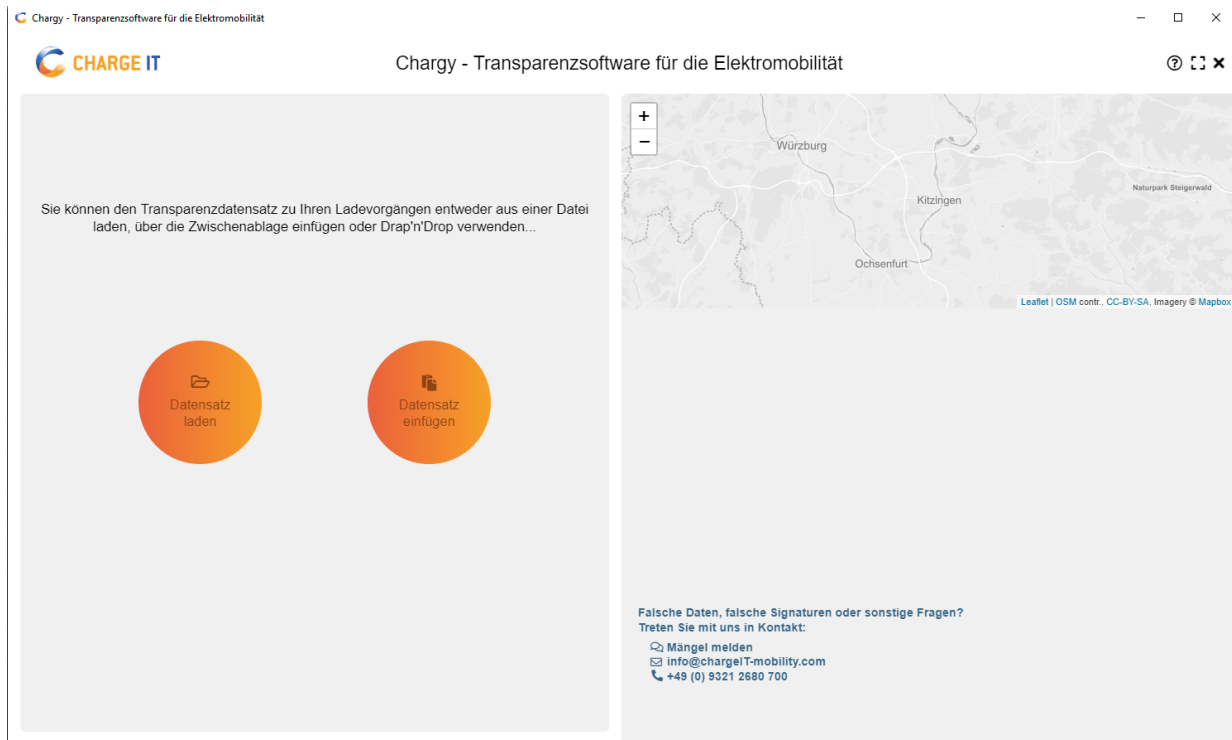 Chargy - Transparenzsoftware für die Elektromobilität
CHARGE IT
Chargy - Transparenzsoftware für die Elektromobilität
Sie können den Transparenzdatensatz zu Ihren Ladevorgängen entweder aus einer Datei
laden, über die Zwischenablage einfügen oder Drap'n'Drop verwenden...
Datensatz
laden
Datensatz
einfügen
+
−
Würzburg
Kitzingen
Naturpark Steigerwald
Ochsenfurt
Leaflet | OSM contr., CC-BY-SA, Imagery © Mapbox
Falsche Daten, falsche Signaturen oder sonstige Fragen?
Treten Sie mit uns in Kontakt:
Mängel melden
info@chargeIT-mobility.com
+49 (0) 9321 2680 700